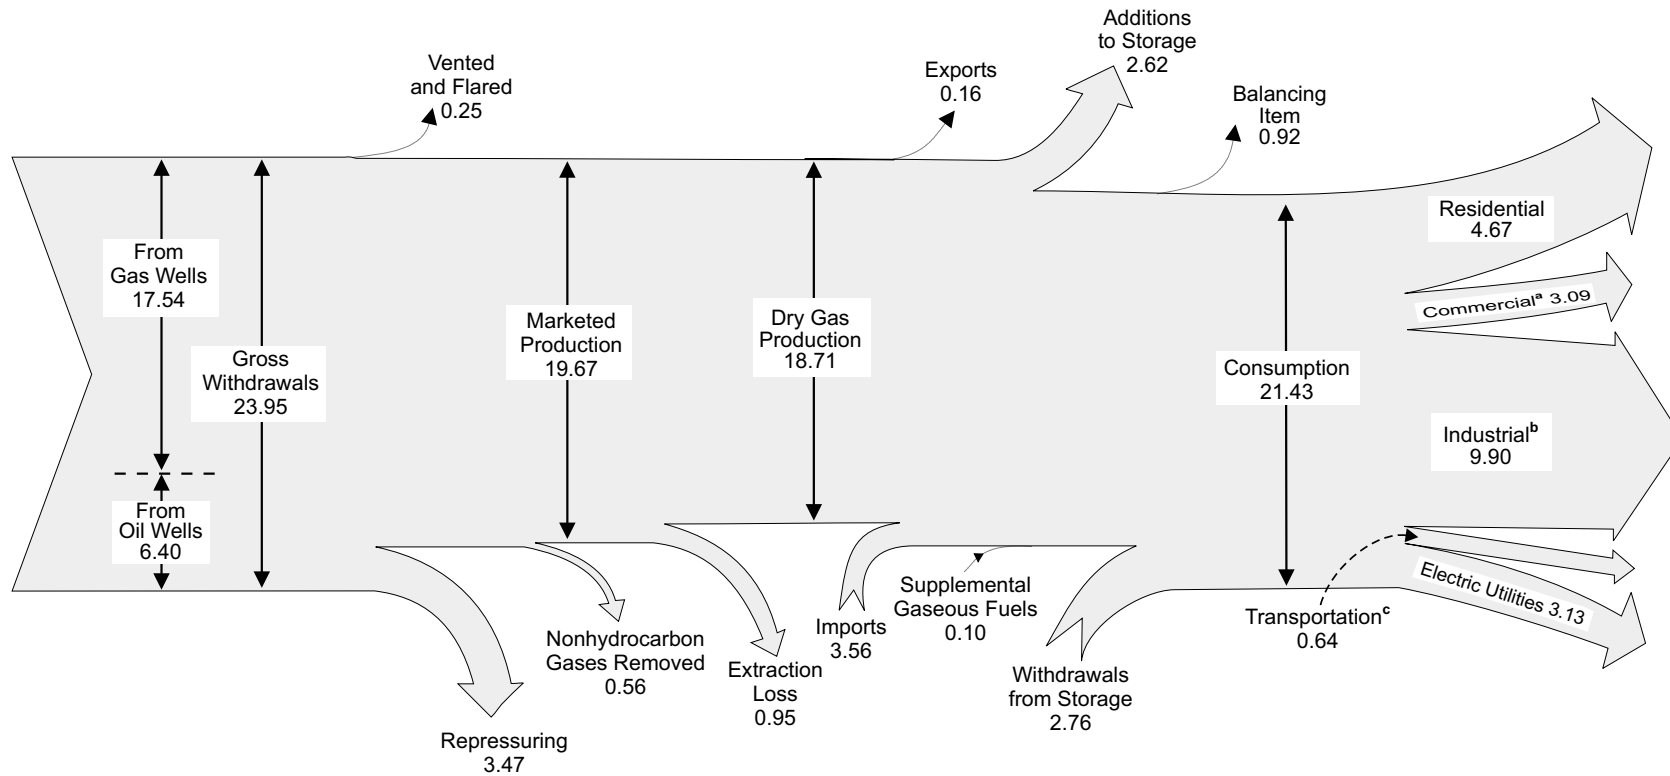 Additions
to Storage
2.62
Vented
and Flared
0.25
Exports
0.16
Balancing
Item
0.92
From
Gas Wells
17.54
Gross
Withdrawals
23.95
From
Oil Wells
6.40
Marketed
Production
19.67
Dry Gas
Production
18.71
Consumption
21.43
Residential
4.67
Commercialᵃ 3.09
Industrialᵇ
9.90
Electric Utilities 3.13
Transportationᶜ
0.64
Repressuring
3.47
Nonhydrocarbon
Gases Removed
0.56
Extraction
Loss
0.95
Imports
3.56
Supplemental
Gaseous Fuels
0.10
Withdrawals
from Storage
2.76